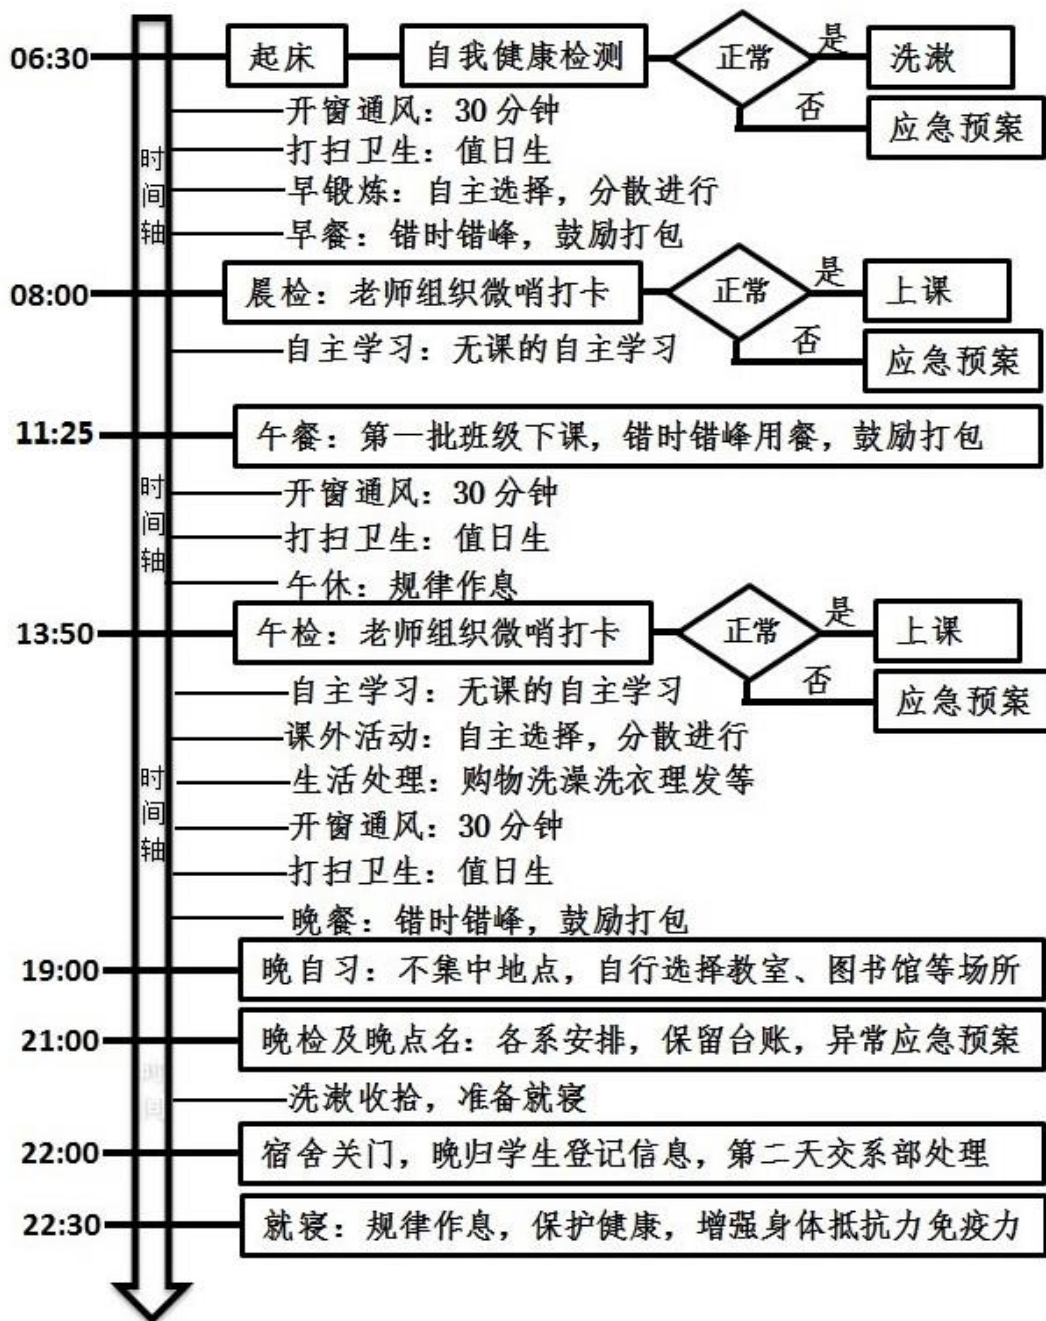 06:30 起床 自我健康检测 正常 是 洗漱
否 应急预案
开窗通风：30 分钟
打扫卫生：值日生
早锻炼：自主选择，分散进行
早餐：错时错峰，鼓励打包
时间轴
08:00 晨检：老师组织微哨打卡 正常 是 上课
否 应急预案
自主学习：无课的自主学习
11:25 午餐：第一批班级下课，错时错峰用餐，鼓励打包
开窗通风：30 分钟
打扫卫生：值日生
午休：规律作息
时间轴
13:50 午检：老师组织微哨打卡 正常 是 上课
否 应急预案
自主学习：无课的自主学习
课外活动：自主选择，分散进行
生活处理：购物洗澡洗衣理发等
开窗通风：30 分钟
打扫卫生：值日生
晚餐：错时错峰，鼓励打包
时间轴
19:00 晚自习：不集中地点，自行选择教室、图书馆等场所
21:00 晚检及晚点名：各系安排，保留台账，异常应急预案
时间
洗漱收拾，准备就寝
22:00 宿舍关门，晚归学生登记信息，第二天交系部处理
22:30 就寝：规律作息，保护健康，增强身体抵抗力免疫力